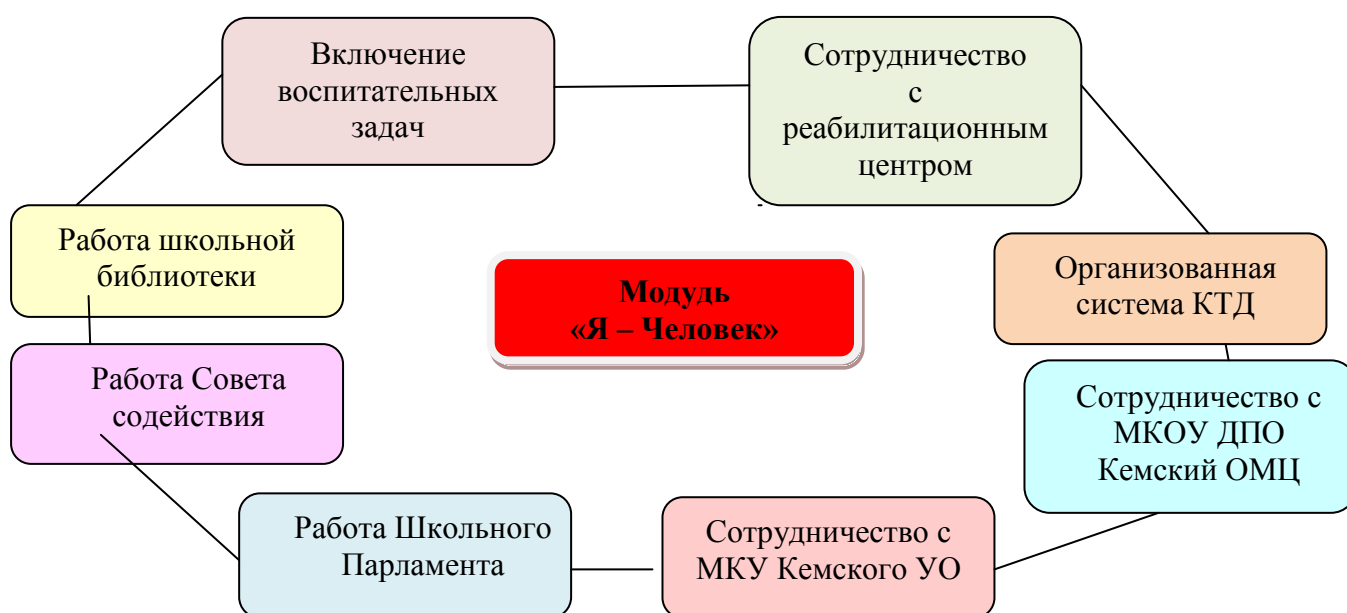 Включение
воспитательных
задач
Сотрудничество
с
реабилитационным
центром
Работа школьной
библиотеки
Модудь
«Я – Человек»
Организованная
система КТД
Работа Совета
содействия
Сотрудничество с
МКОУ ДПО
Кемский ОМЦ
Работа Школьного
Парламента
Сотрудничество с
МКУ Кемского УО